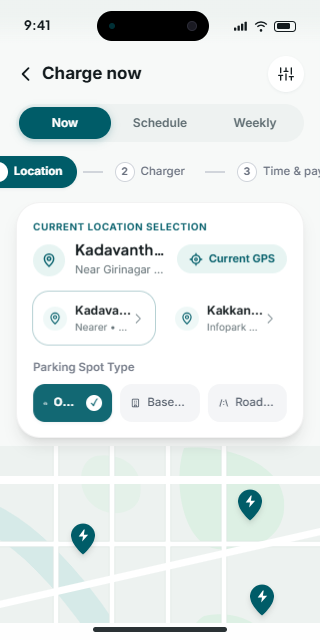 9:41
Charge now
Now
Schedule
Weekly
Location
2
Charger
3
Time & pay
CURRENT LOCATION SELECTION
Kadavanth...
Near Girinagar ...
Current GPS
Kadava...
Nearer • ...
Kakkan...
Infopark ...
Parking Spot Type
O...
Base...
Road...